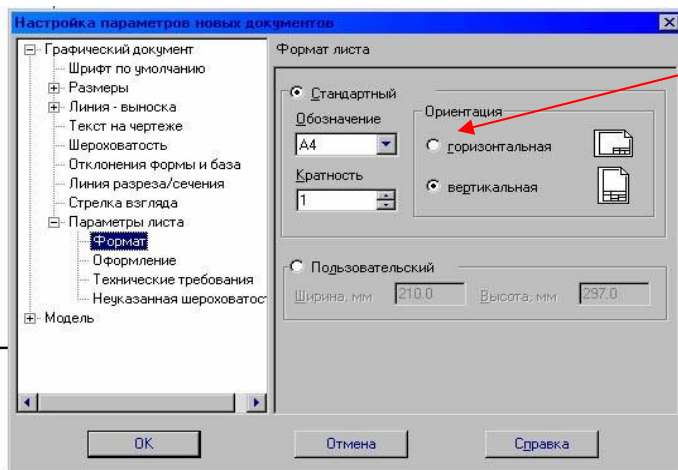 Настройка параметров новых документов
Графический документ
Шрифт по умолчанию
Размеры
Линия - выноска
Текст на чертеже
Шероховатость
Отклонения формы и база
Линия разреза/сечения
Стрелка взгляда
Параметры листа
Формат
Оформление
Технические требования
Неуказанная шероховатост
Модель
Формат листа
Стандартный
Обозначение
A4
Кратность
1
Ориентация
горизонтальная
вертикальная
Пользовательский
Ширина, мм 210.0 Высота, мм 297.0
OK Отмена Справка